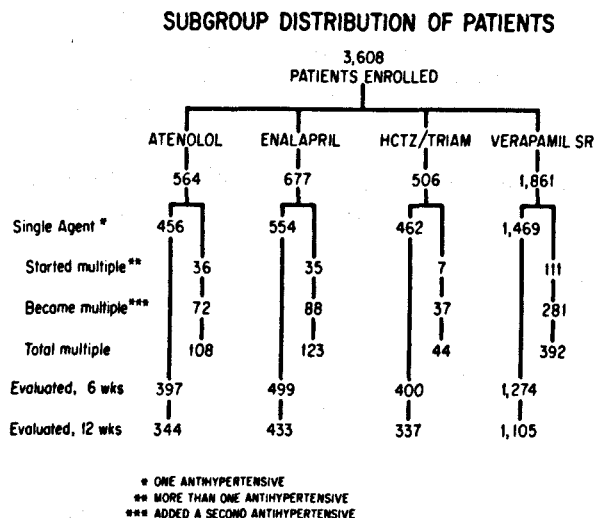 SUBGROUP DISTRIBUTION OF PATIENTS
3,608
PATIENTS ENROLLED
ATENOLOL ENALAPRIL HCTZ/TRIAM VERAPAMIL SR
564 677 506 1,861
Single Agent * 456 554 462 1,469
Started multiple** 36 35 7 111
Became multiple*** 72 88 37 281
Total multiple 108 123 44 392
Evaluated, 6 wks 397 499 400 1,274
Evaluated, 12 wks 344 433 337 1,105
* ONE ANTIHYPERTENSIVE
** MORE THAN ONE ANTIHYPERTENSIVE
*** ADDED A SECOND ANTIHYPERTENSIVE